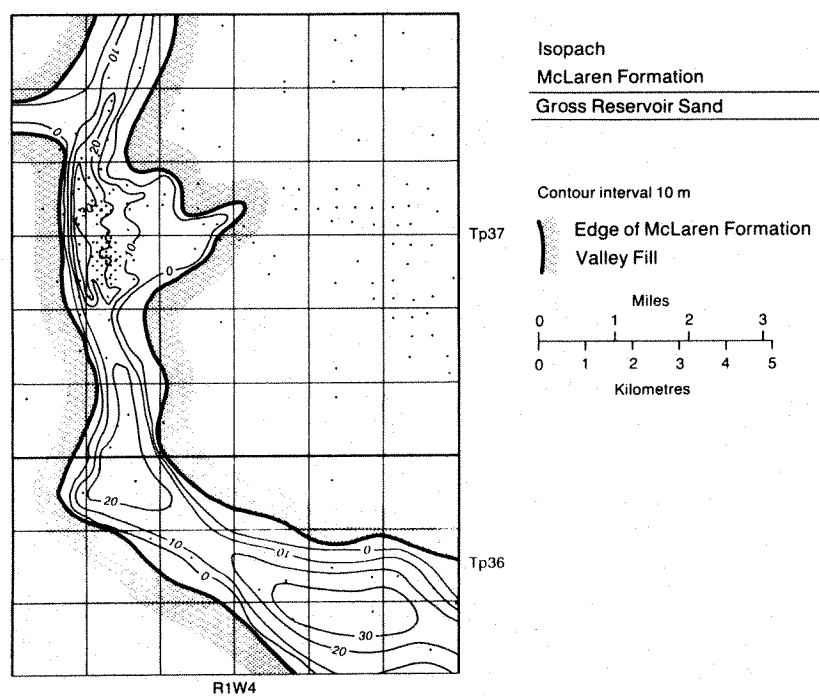 Isopach
McLaren Formation
Gross Reservoir Sand
Contour interval 10 m
Edge of McLaren Formation
Valley Fill
Miles
0 1 2 3
0 1 2 3 4 5
Kilometres
10
0
20
30
10
0
Tp37
20
10
0
10
0
30
20
Tp36
R1W4